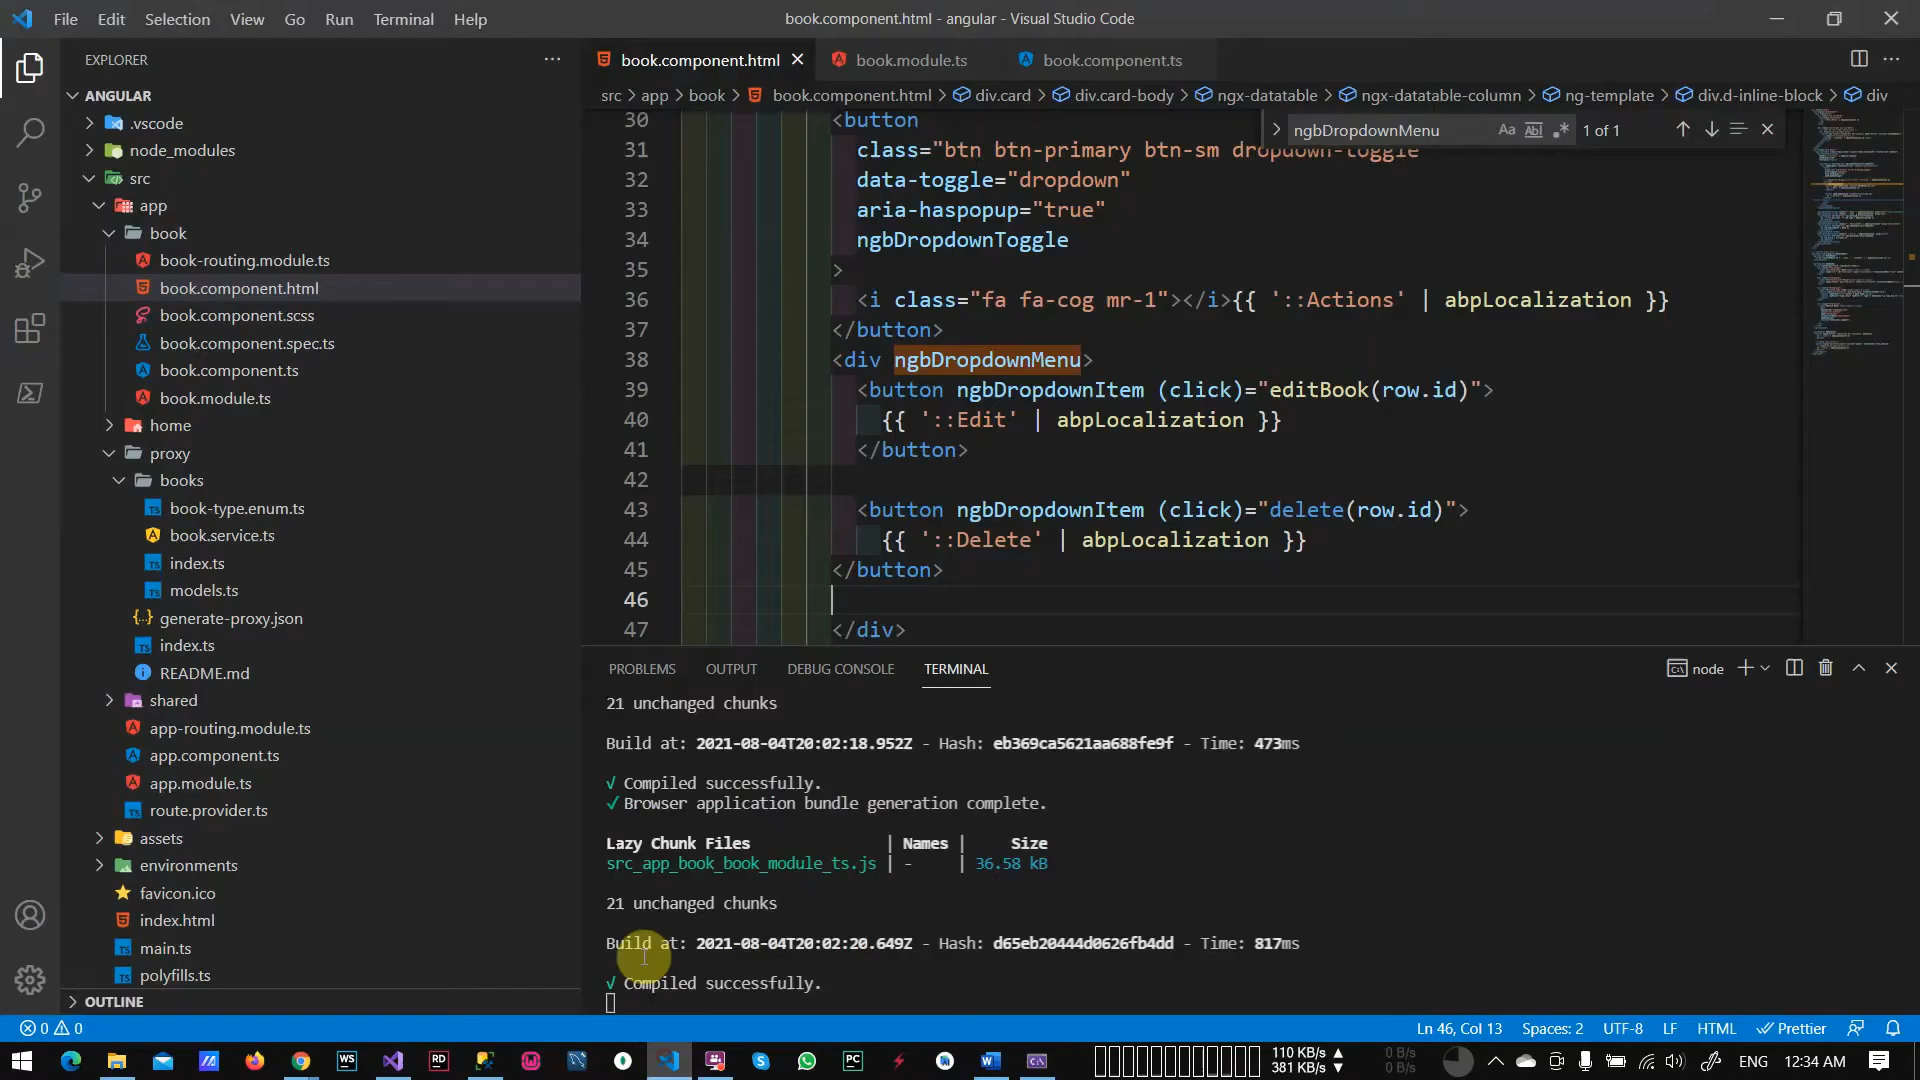 File Edit Selection View Go Run Terminal Help
book.component.html - angular - Visual Studio Code
EXPLORER
book.component.html
book.module.ts
book.component.ts
src > app > book > book.component.html > div.card > div.card-body > ngx-datatable > ngx-datatable-column > ng-template > div.d-inline-block > div
ANGULAR
.vscode
node_modules
src
app
book
book-routing.module.ts
book.component.html
book.component.scss
book.component.spec.ts
book.component.ts
book.module.ts
home
proxy
books
book-type.enum.ts
book.service.ts
index.ts
models.ts
generate-proxy.json
index.ts
README.md
shared
app-routing.module.ts
app.component.ts
app.module.ts
route.provider.ts
assets
environments
favicon.ico
index.html
main.ts
polyfills.ts
OUTLINE
ngbDropdownMenu
Aa
1 of 1
30 <button
31 class="btn btn-primary btn-sm dropdown-toggle
32 data-toggle="dropdown"
33 aria-haspopup="true"
34 ngbDropdownToggle
35 >
36 <i class="fa fa-cog mr-1"></i>{{ '::Actions' | abpLocalization }}
37 </button>
38 <div ngbDropdownMenu>
39 <button ngbDropdownItem (click)="editBook(row.id)">
40 {{ '::Edit' | abpLocalization }}
41 </button>
42
43 <button ngbDropdownItem (click)="delete(row.id)">
44 {{ '::Delete' | abpLocalization }}
45 </button>
46
47 </div>
PROBLEMS OUTPUT DEBUG CONSOLE TERMINAL
node
21 unchanged chunks
Build at: 2021-08-04T20:02:18.952Z - Hash: eb369ca5621aa688fe9f - Time: 473ms
√ Compiled successfully.
✓ Browser application bundle generation complete.
Lazy Chunk Files | Names | Size
src_app_book_book_module_ts.js | - | 36.58 kB
21 unchanged chunks
Build at: 2021-08-04T20:02:20.649Z - Hash: d65eb20444d0626fb4dd - Time: 817ms
√ Compiled successfully.
0 0
Ln 46, Col 13 Spaces: 2 UTF-8 LF HTML Prettier
WS
RD
PC
110 KB/s
381 KB/s
0 B/s
0 B/s
ENG
12:34 AM